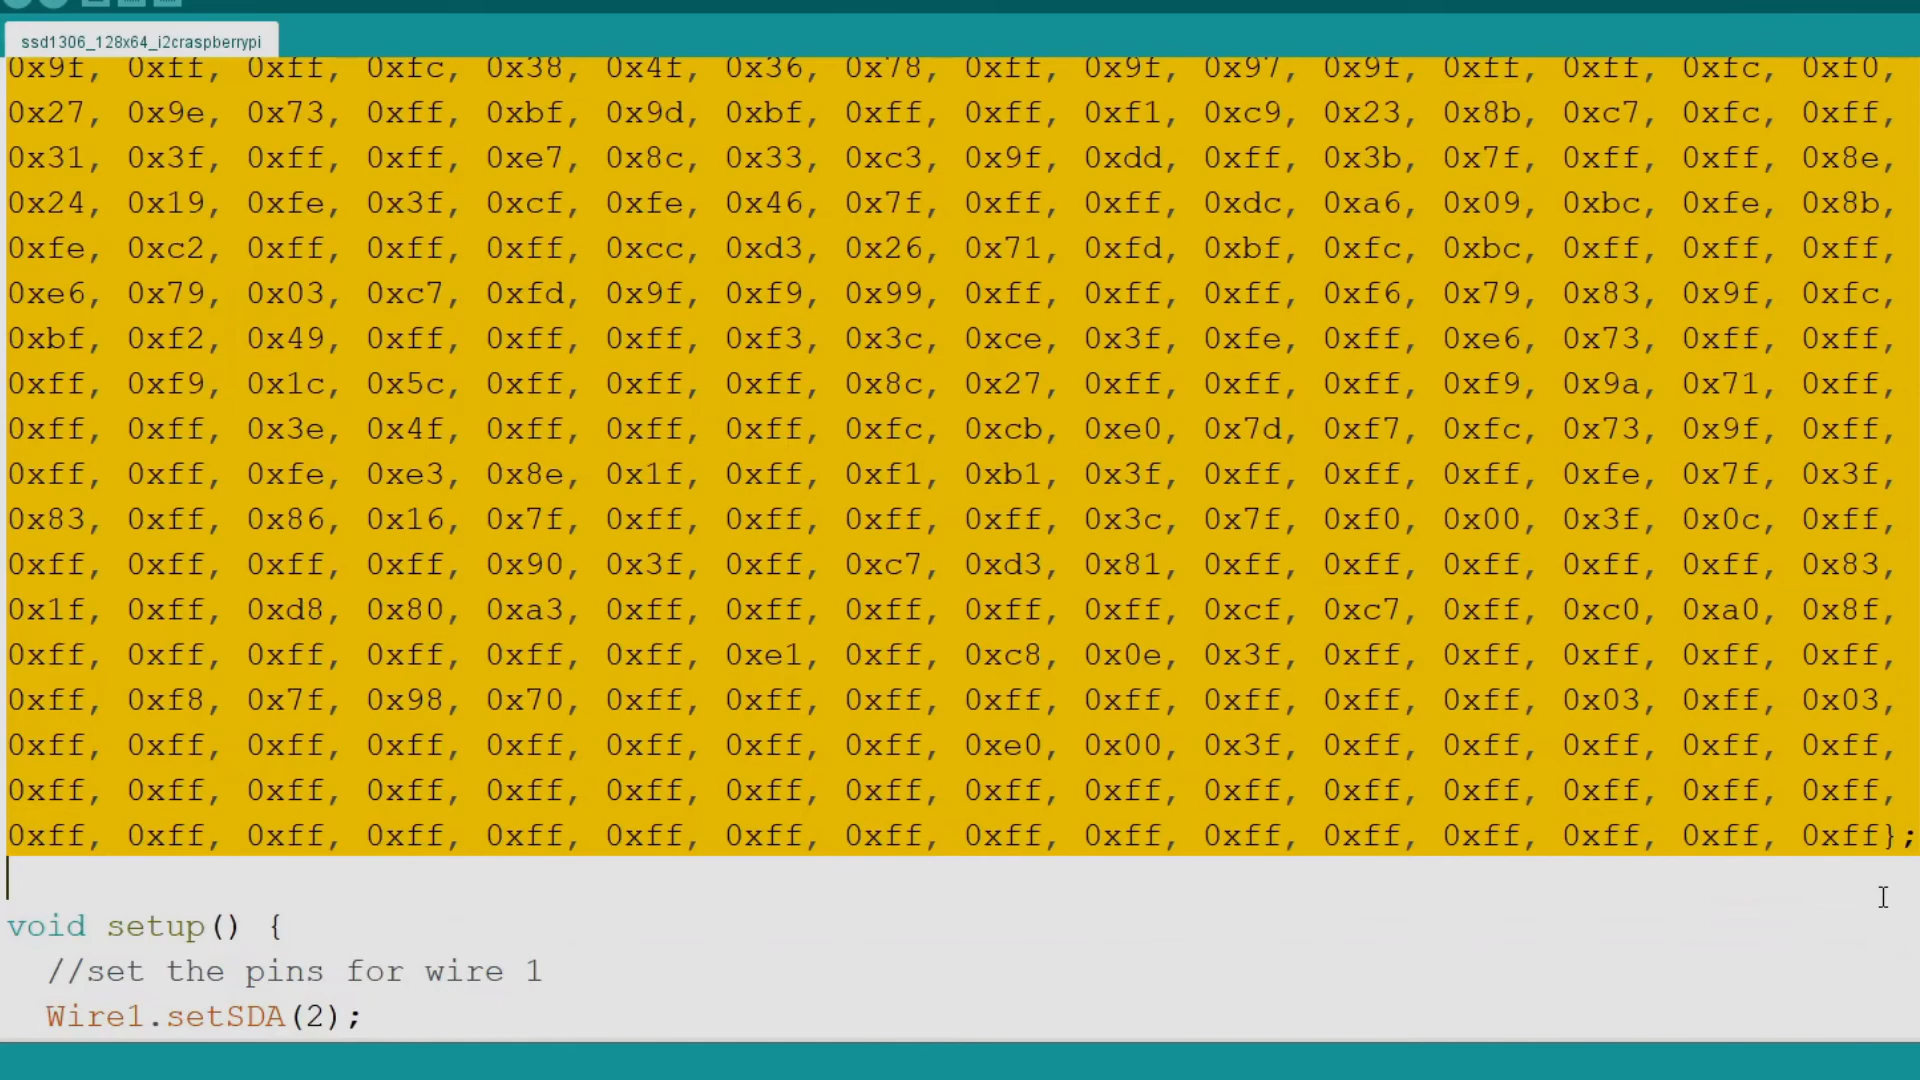 ssd1306_128x64_i2craspberrypi
0x9f, 0xff, 0xff, 0xfc, 0x38, 0x4f, 0x36, 0x78, 0xff, 0x9f, 0x97, 0x9f, 0xff, 0xff, 0xfc, 0xf0,
0x27, 0x9e, 0x73, 0xff, 0xbf, 0x9d, 0xbf, 0xff, 0xff, 0xf1, 0xc9, 0x23, 0x8b, 0xc7, 0xfc, 0xff,
0x31, 0x3f, 0xff, 0xff, 0xe7, 0x8c, 0x33, 0xc3, 0x9f, 0xdd, 0xff, 0x3b, 0x7f, 0xff, 0xff, 0x8e,
0x24, 0x19, 0xfe, 0x3f, 0xcf, 0xfe, 0x46, 0x7f, 0xff, 0xff, 0xdc, 0xa6, 0x09, 0xbc, 0xfe, 0x8b,
0xfe, 0xc2, 0xff, 0xff, 0xff, 0xcc, 0xd3, 0x26, 0x71, 0xfd, 0xbf, 0xfc, 0xbc, 0xff, 0xff, 0xff,
0xe6, 0x79, 0x03, 0xc7, 0xfd, 0x9f, 0xf9, 0x99, 0xff, 0xff, 0xff, 0xf6, 0x79, 0x83, 0x9f, 0xfc,
0xbf, 0xf2, 0x49, 0xff, 0xff, 0xff, 0xf3, 0x3c, 0xce, 0x3f, 0xfe, 0xff, 0xe6, 0x73, 0xff, 0xff,
0xff, 0xf9, 0x1c, 0x5c, 0xff, 0xff, 0xff, 0x8c, 0x27, 0xff, 0xff, 0xff, 0xf9, 0x9a, 0x71, 0xff,
0xff, 0xff, 0x3e, 0x4f, 0xff, 0xff, 0xff, 0xfc, 0xcb, 0xe0, 0x7d, 0xf7, 0xfc, 0x73, 0x9f, 0xff,
0xff, 0xff, 0xfe, 0xe3, 0x8e, 0x1f, 0xff, 0xf1, 0xb1, 0x3f, 0xff, 0xff, 0xff, 0xfe, 0x7f, 0x3f,
0x83, 0xff, 0x86, 0x16, 0x7f, 0xff, 0xff, 0xff, 0xff, 0x3c, 0x7f, 0xf0, 0x00, 0x3f, 0x0c, 0xff,
0xff, 0xff, 0xff, 0xff, 0x90, 0x3f, 0xff, 0xc7, 0xd3, 0x81, 0xff, 0xff, 0xff, 0xff, 0xff, 0x83,
0x1f, 0xff, 0xd8, 0x80, 0xa3, 0xff, 0xff, 0xff, 0xff, 0xcf, 0xc7, 0xff, 0xc0, 0xa0, 0x8f,
0xff, 0xff, 0xff, 0xff, 0xff, 0xff, 0xe1, 0xff, 0xc8, 0x0e, 0x3f, 0xff, 0xff, 0xff, 0xff, 0xff,
0xff, 0xf8, 0x7f, 0x98, 0x70, 0xff, 0xff, 0xff, 0xff, 0xff, 0xff, 0xff, 0xff, 0x03, 0xff, 0x03,
0xff, 0xff, 0xff, 0xff, 0xff, 0xff, 0xff, 0xff, 0xe0, 0x00, 0x3f, 0xff, 0xff, 0xff, 0xff, 0xff,
0xff, 0xff, 0xff, 0xff, 0xff, 0xff, 0xff, 0xff, 0xff, 0xff, 0xff, 0xff, 0xff, 0xff, 0xff, 0xff,
0xff, 0xff, 0xff, 0xff, 0xff, 0xff, 0xff, 0xff, 0xff, 0xff, 0xff, 0xff, 0xff, 0xff, 0xff, 0xff};
void setup() {
//set the pins for wire 1
Wire1.setSDA(2);